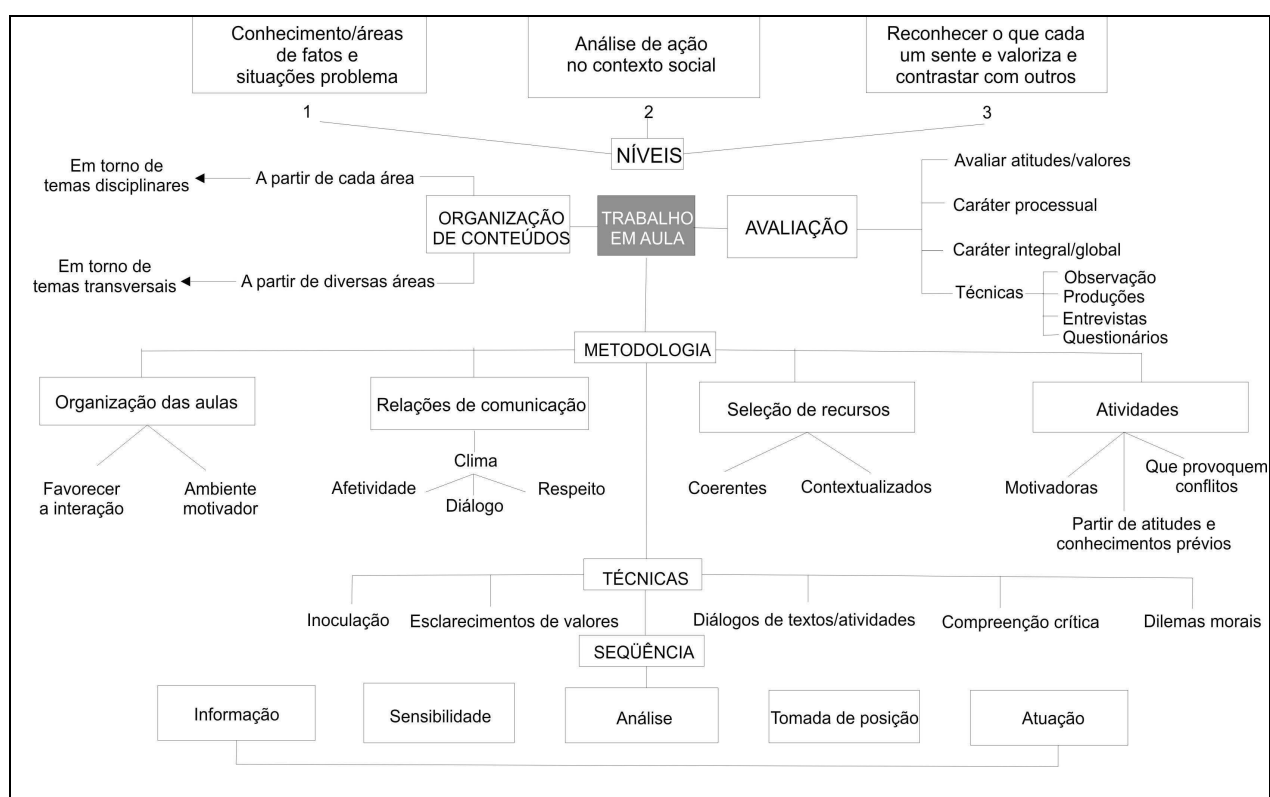 Conhecimento/áreas
de fatos e
situações problema
Análise de ação
no contexto social
Reconhecer o que cada
um sente e valoriza e
contrastar com outros
1
2
3
NÍVEIS
Em torno de
temas disciplinares
A partir de cada área
ORGANIZAÇÃO
DE CONTEÚDOS
TRABALHO
EM AULA
AVALIAÇÃO
Avaliar atitudes/valores
Caráter processual
Caráter integral/global
Técnicas
Observação
Produções
Entrevistas
Questionários
Em torno de
temas transversais
A partir de diversas áreas
METODOLOGIA
Organização das aulas
Relações de comunicação
Seleção de recursos
Atividades
Favorecer
a interação
Ambiente
motivador
Clima
Afetividade
Diálogo
Respeito
Coerentes
Contextualizados
Motivadoras
Que provoquem
conflitos
Partir de atitudes e
conhecimentos prévios
TÉCNICAS
Inoculação
Esclarecimentos de valores
Diálogos de textos/atividades
Compreenção crítica
Dilemas morais
SEQÜÊNCIA
Informação
Sensibilidade
Análise
Tomada de posição
Atuação